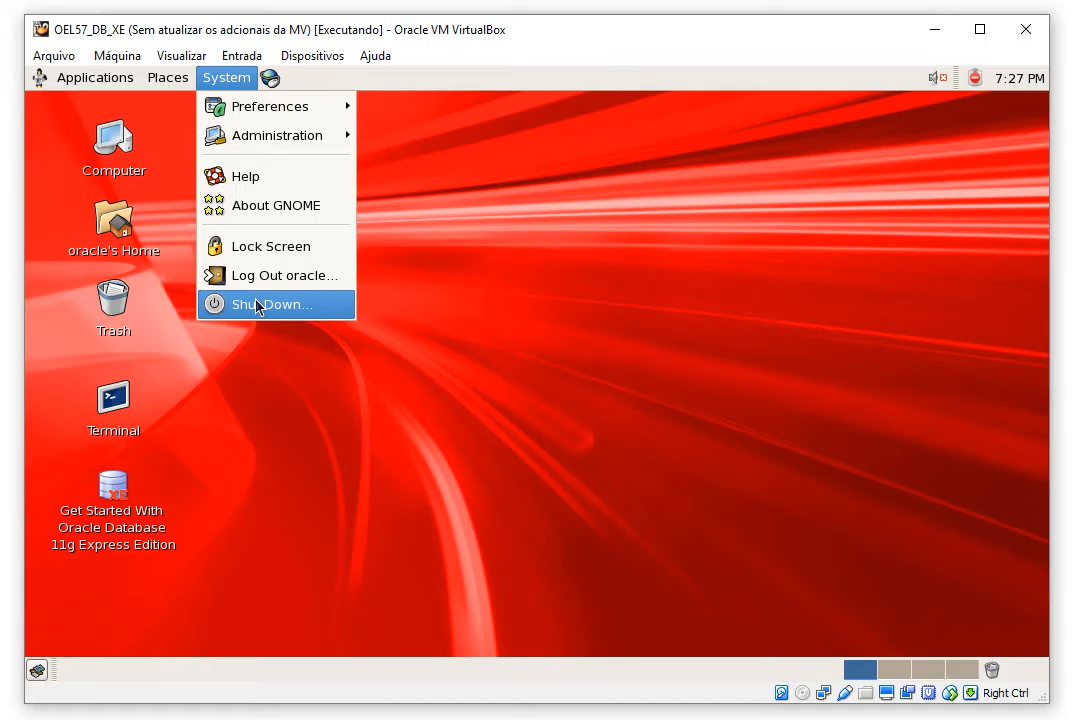 OEL57_DB_XE (Sem atualizar os adcionais da MV) [Executando] - Oracle VM VirtualBox
Arquivo Máquina Visualizar Entrada Dispositivos Ajuda
Applications Places System 7:27 PM
Preferences
Administration
Help
About GNOME
Lock Screen
Log Out oracle...
Shut Down...
Computer
oracle's Home
Trash
Terminal
XE
Get Started With
Oracle Database
11g Express Edition
Right Ctrl